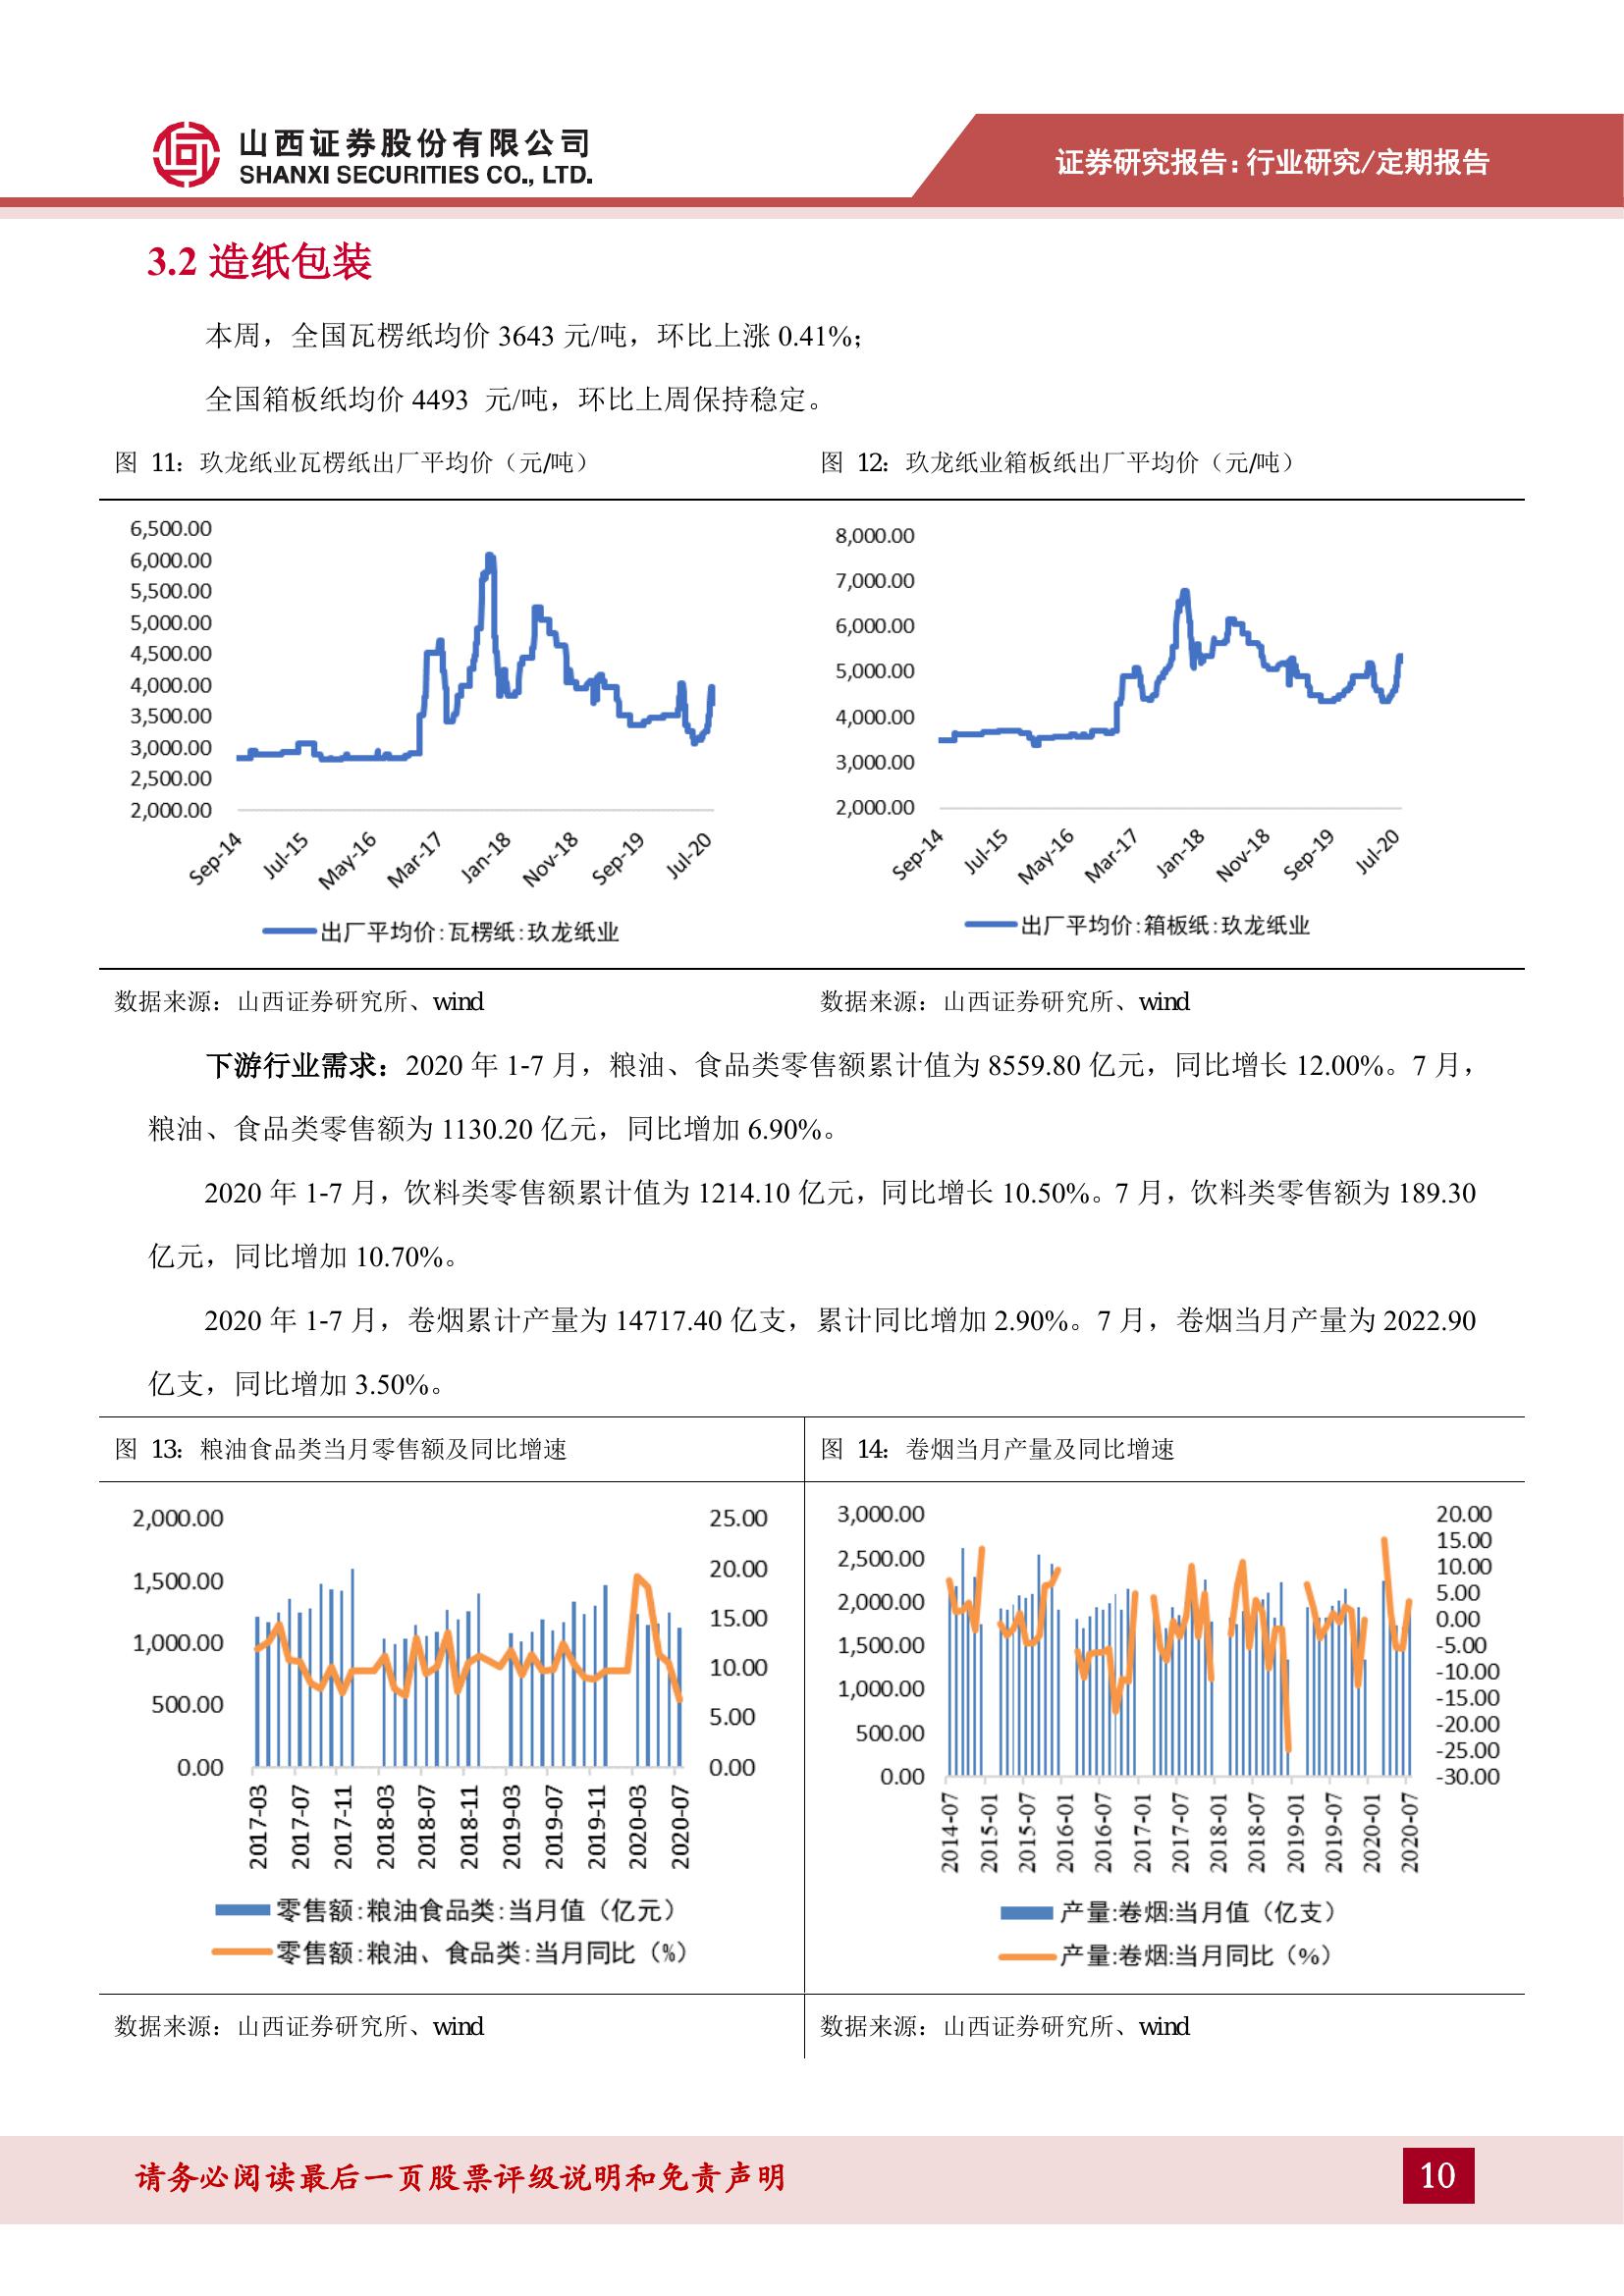 山西证券股份有限公司
SHANXI SECURITIES CO., LTD.
证券研究报告:行业研究/定期报告
3.2 造纸包装
本周，全国瓦楞纸均价 3643 元/吨，环比上涨 0.41%；
全国箱板纸均价 4493 元/吨，环比上周保持稳定。
图 11：玖龙纸业瓦楞纸出厂平均价（元/吨）
图 12：玖龙纸业箱板纸出厂平均价（元/吨）
6,500.00
6,000.00
5,500.00
5,000.00
4,500.00
4,000.00
3,500.00
3,000.00
2,500.00
2,000.00
Sep-14 Jul-15 May-16 Mar-17 Jan-18 Nov-18 Sep-19 Jul-20
出厂平均价:瓦楞纸:玖龙纸业
8,000.00
7,000.00
6,000.00
5,000.00
4,000.00
3,000.00
2,000.00
Sep-14 Jul-15 May-16 Mar-17 Jan-18 Nov-18 Sep-19 Jul-20
出厂平均价:箱板纸:玖龙纸业
数据来源：山西证券研究所、wind
数据来源：山西证券研究所、wind
下游行业需求：2020 年 1-7 月，粮油、食品类零售额累计值为 8559.80 亿元，同比增长 12.00%。7 月，
粮油、食品类零售额为 1130.20 亿元，同比增加 6.90%。
2020 年 1-7 月，饮料类零售额累计值为 1214.10 亿元，同比增长 10.50%。7 月，饮料类零售额为 189.30
亿元，同比增加 10.70%。
2020 年 1-7 月，卷烟累计产量为 14717.40 亿支，累计同比增加 2.90%。7 月，卷烟当月产量为 2022.90
亿支，同比增加 3.50%。
图 13：粮油食品类当月零售额及同比增速
图 14：卷烟当月产量及同比增速
2,000.00
1,500.00
1,000.00
500.00
0.00
25.00
20.00
15.00
10.00
5.00
0.00
2017-03 2017-07 2017-11 2018-03 2018-07 2018-11 2019-03 2019-07 2019-11 2020-03 2020-07
零售额:粮油食品类:当月值（亿元）
零售额:粮油、食品类:当月同比（%）
3,000.00
2,500.00
2,000.00
1,500.00
1,000.00
500.00
0.00
20.00
15.00
10.00
5.00
0.00
-5.00
-10.00
-15.00
-20.00
-25.00
-30.00
2014-07 2015-01 2015-07 2016-01 2016-07 2017-01 2017-07 2018-01 2018-07 2019-01 2019-07 2020-01 2020-07
产量:卷烟:当月值（亿支）
产量:卷烟:当月同比（%）
数据来源：山西证券研究所、wind
数据来源：山西证券研究所、wind
请务必阅读最后一页股票评级说明和免责声明
10